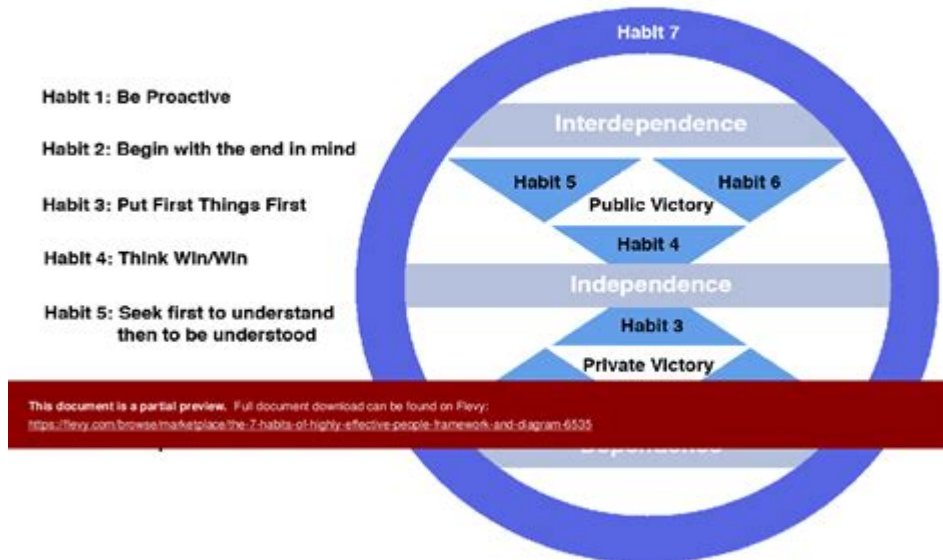 Habit 7
Habit 1: Be Proactive
Interdependence
Habit 2: Begin with the end in mind
Habit 5
Habit 6
Habit 3: Put First Things First
Public Victory
Habit 4
Habit 4: Think Win/Win
Independence
Habit 5: Seek first to understand
then to be understood
Habit 3
Private Victory
This document is a partial preview. Full document download can be found on Flevy:
https://flevy.com/browse/marketplace/the-7-habits-of-highly-effective-people-framework-and-diagram-6535
Dependence